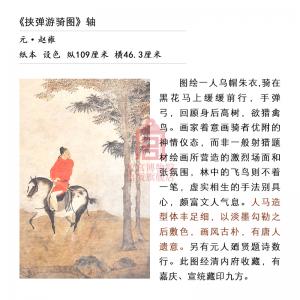 《挟弹游骑图》轴
元·赵雍
纸本 设色 纵109厘米 横46.3厘米
图绘一人乌帽朱衣,骑在
黑花马上缓缓前行，手弹
弓，回顾身后高树，欲猎禽
鸟。画家着意画骑者优附的
神情仪态，而非一般射猎题
材绘画所营造的激烈场面和
张氛围，林中的飞鸟则不着
一笔，虚实相生的手法别具
心，颇富文人气息。人马造
型体丰足细，以淡墨勾勒之
后敷色，画风古朴，有唐人
遗意。另有元人廼贤题诗数
行。此图经清内府收藏，有
嘉庆、宣统藏印九方。